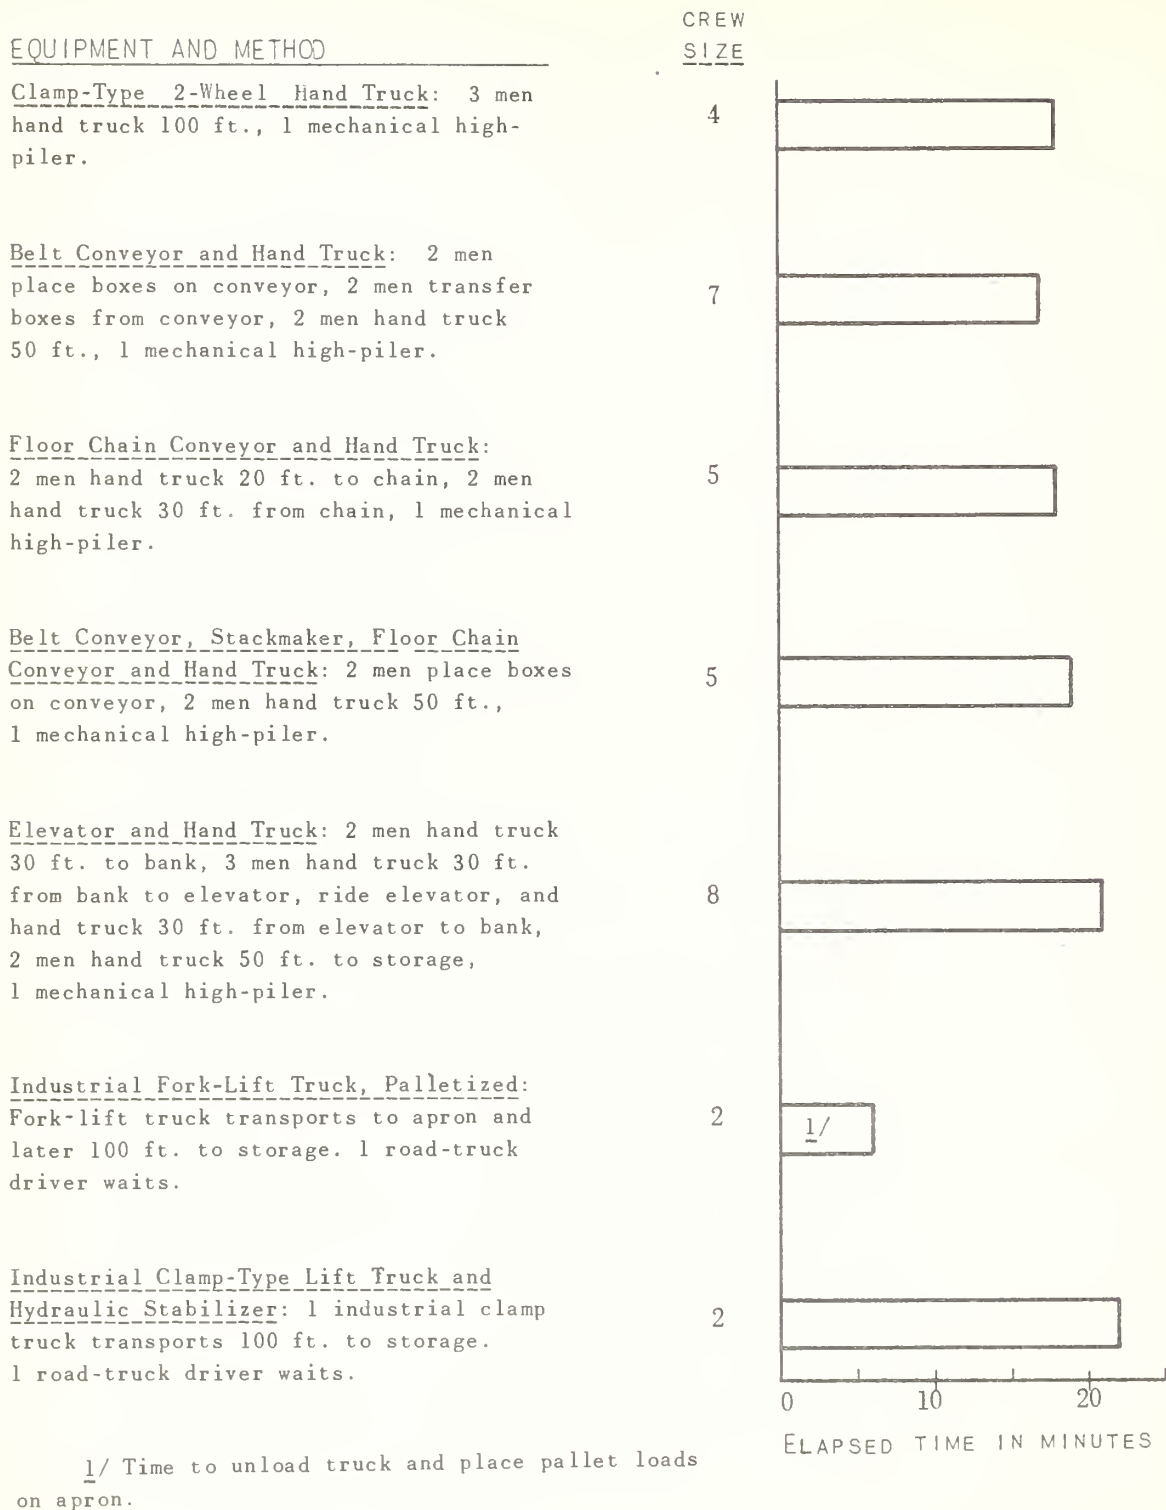 CREW
EQUIPMENT AND METHOD SIZE
Clamp-Type 2-Wheel Hand Truck: 3 men 4
hand truck 100 ft., 1 mechanical high-
piler.
Belt Conveyor and Hand Truck: 2 men
place boxes on conveyor, 2 men transfer 7
boxes from conveyor, 2 men hand truck
50 ft., 1 mechanical high-piler.
Floor Chain Conveyor and Hand Truck:
2 men hand truck 20 ft. to chain, 2 men 5
hand truck 30 ft. from chain, 1 mechanical
high-piler.
Belt Conveyor, Stackmaker, Floor Chain
Conveyor and Hand Truck: 2 men place boxes 5
on conveyor, 2 men hand truck 50 ft.,
1 mechanical high-piler.
Elevator and Hand Truck: 2 men hand truck
30 ft. to bank, 3 men hand truck 30 ft.
from bank to elevator, ride elevator, and 8
hand truck 30 ft. from elevator to bank,
2 men hand truck 50 ft. to storage,
1 mechanical high-piler.
Industrial Fork-Lift Truck, Palletized:
Fork-lift truck transports to apron and 2 1/
later 100 ft. to storage. 1 road-truck
driver waits.
Industrial Clamp-Type Lift Truck and
Hydraulic Stabilizer: 1 industrial clamp 2
truck transports 100 ft. to storage.
1 road-truck driver waits.
0 10 20
ELAPSED TIME IN MINUTES
1/ Time to unload truck and place pallet loads
on apron.